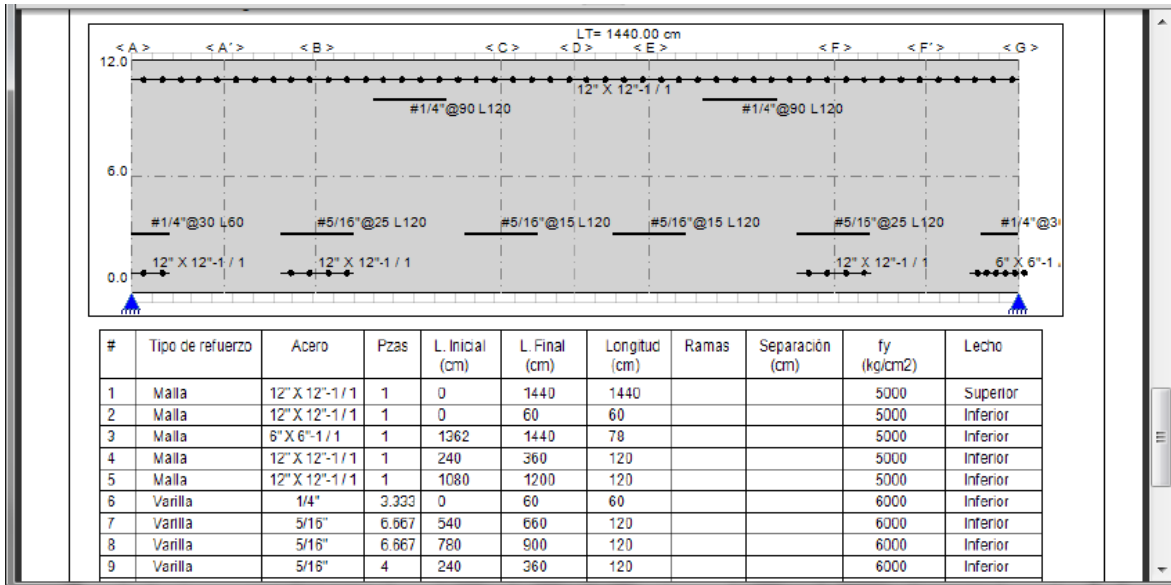 LT= 1440.00 cm
< A > < A' > < B > < C > < D > < E > < F > < F' > < G >
12.0
12" X 12"-1 / 1
#1/4"@90 L120 #1/4"@90 L120
6.0
#1/4"@30 L60 #5/16"@25 L120 #5/16"@15 L120 #5/16"@15 L120 #5/16"@25 L120 #1/4"@3
12" X 12"-1 / 1 12" X 12"-1 / 1 12" X 12"-1 / 1 6" X 6"-1
0.0
# Tipo de refuerzo Acero Pzas L. Inicial (cm) L. Final (cm) Longitud (cm) Ramas Separación (cm) fy (kg/cm2) Lecho
1 Malla 12" X 12"-1 / 1 1 0 1440 1440 5000 Superior
2 Malla 12" X 12"-1 / 1 1 0 60 60 5000 Inferior
3 Malla 6" X 6"-1 / 1 1 1362 1440 78 5000 Inferior
4 Malla 12" X 12"-1 / 1 1 240 360 120 5000 Inferior
5 Malla 12" X 12"-1 / 1 1 1080 1200 120 5000 Inferior
6 Varilla 1/4" 3.333 0 60 60 6000 Inferior
7 Varilla 5/16" 6.667 540 660 120 6000 Inferior
8 Varilla 5/16" 6.667 780 900 120 6000 Inferior
9 Varilla 5/16" 4 240 360 120 6000 Inferior